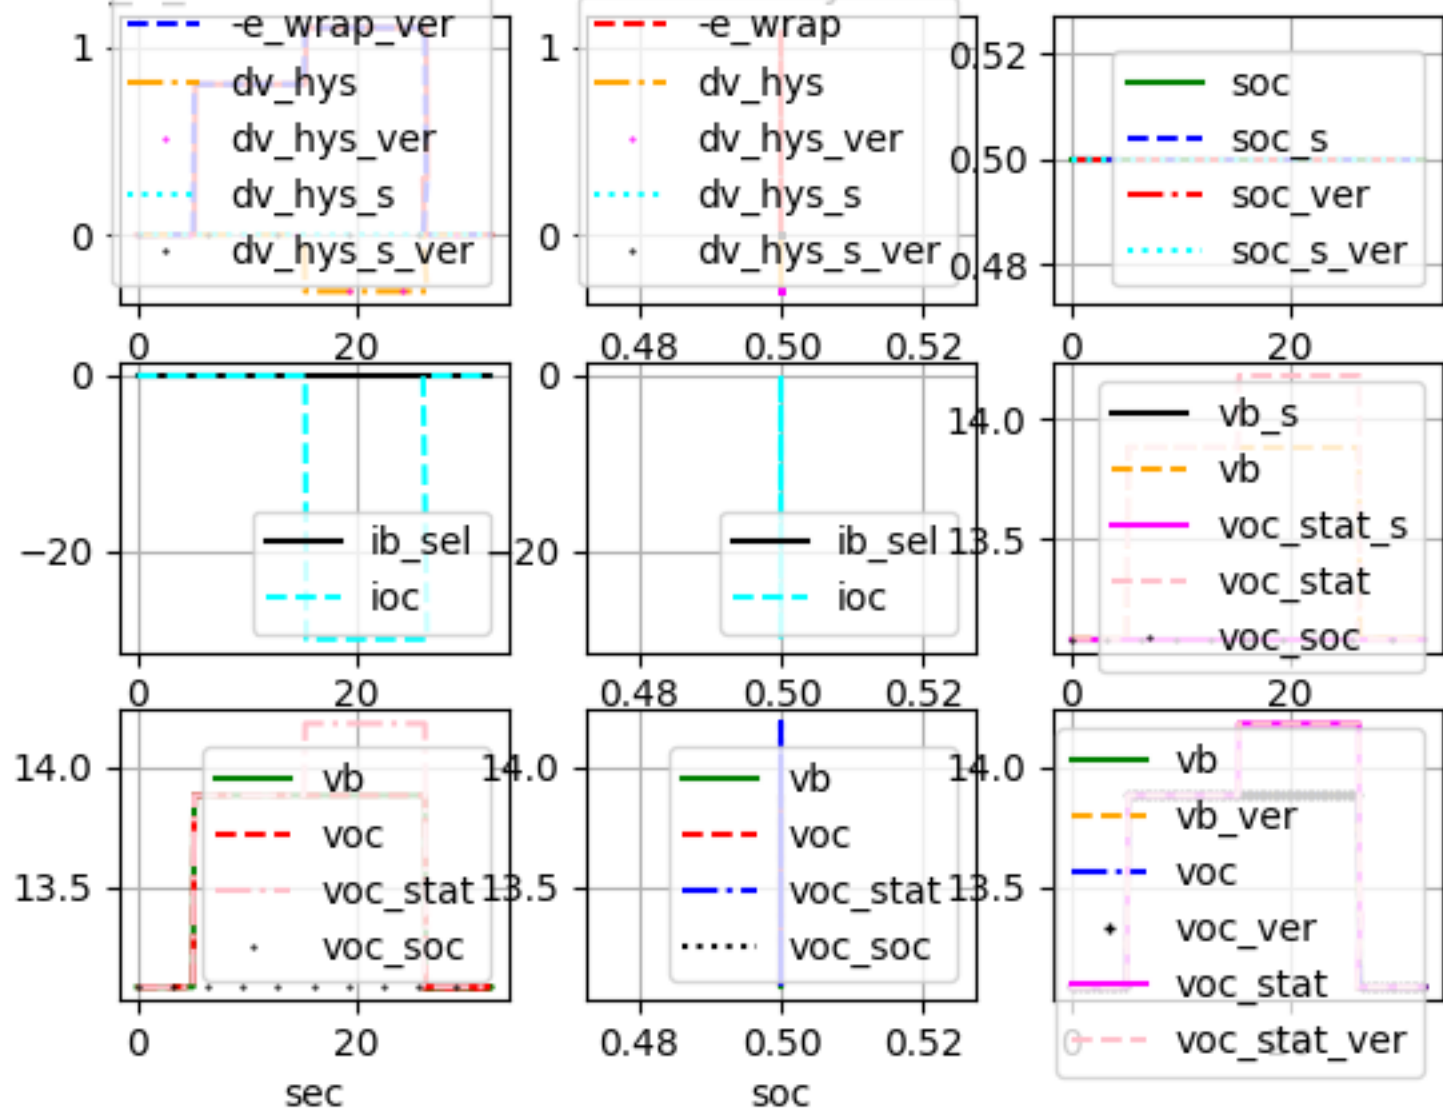 -e_wrap_ver
dv_hys
dv_hys_ver
dv_hys_s
dv_hys_s_ver
1
0
0
20
-e_wrap
dv_hys
dv_hys_ver
dv_hys_s
dv_hys_s_ver
1
0
0.48
0.50
0.52
soc
soc_s
soc_ver
soc_s_ver
0.52
0.50
0.48
0
20
0
−20
ib_sel
ioc
0
20
0
20
ib_sel
ioc
0.48
0.50
0.52
14.0
13.5
vb_s
vb
voc_stat_s
voc_stat
voc_soc
0
20
14.0
13.5
vb
voc
voc_stat
voc_soc
0
20
sec
14.0
13.5
vb
voc
voc_stat
voc_soc
0.48
0.50
0.52
soc
14.0
13.5
vb
vb_ver
voc
voc_ver
voc_stat
voc_stat_ver
0